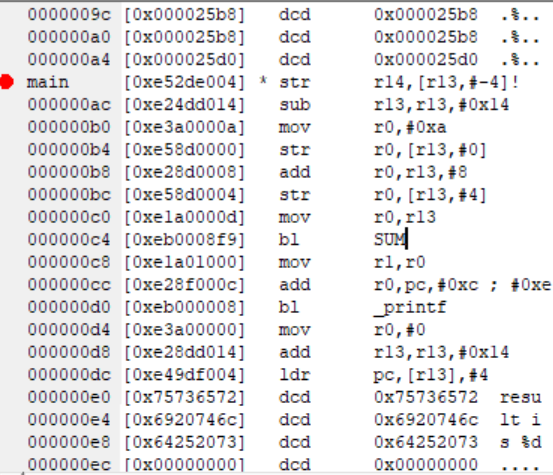 0000009c [0x000025b8] dcd 0x000025b8 .%..
000000a0 [0x000025b8] dcd 0x000025b8 .%..
000000a4 [0x000025d0] dcd 0x000025d0 .%..
main [0xe52de004] * str r14,[r13,#-4]!
000000ac [0xe24dd014] sub r13,r13,#0x14
000000b0 [0xe3a0000a] mov r0,#0xa
000000b4 [0xe58d0000] str r0,[r13,#0]
000000b8 [0xe28d0008] add r0,r13,#8
000000bc [0xe58d0004] str r0,[r13,#4]
000000c0 [0xe1a0000d] mov r0,r13
000000c4 [0xeb0008f9] bl SUM
000000c8 [0xe1a01000] mov r1,r0
000000cc [0xe28f000c] add r0,pc,#0xc ; #0xe
000000d0 [0xeb000008] bl _printf
000000d4 [0xe3a00000] mov r0,#0
000000d8 [0xe28dd014] add r13,r13,#0x14
000000dc [0xe49df004] ldr pc,[r13],#4
000000e0 [0x75736572] dcd 0x75736572 resu
000000e4 [0x6920746c] dcd 0x6920746c lt i
000000e8 [0x64252073] dcd 0x64252073 s %d
000000ec [0x00000000] dcd 0x00000000 ....